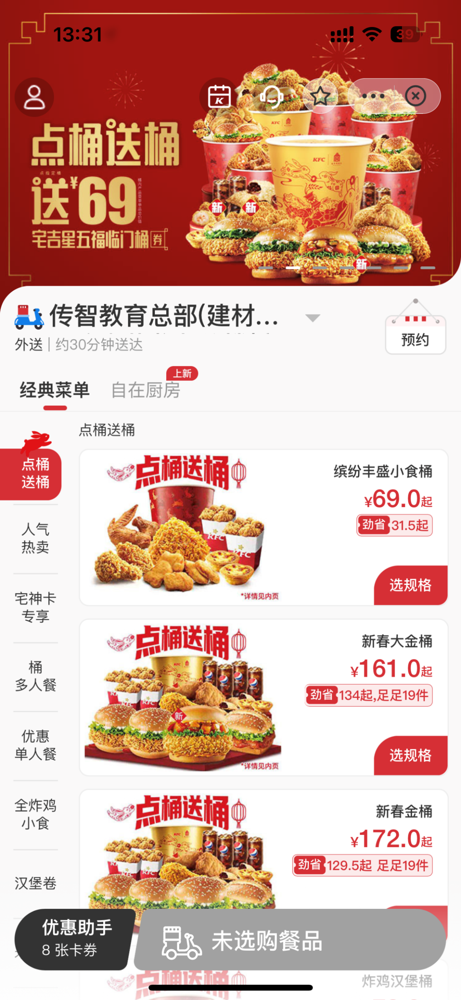 13:31
39
K
点桶送桶
点指定桶
送¥69
宅吉星五福临门桶券
KFC
KFC
新
新
新
传智教育总部(建材...
外送 | 约30分钟送达
预约
经典菜单
自在厨房
上新
点桶送桶
点桶
送桶
人气
热卖
宅神卡
专享
桶
多人餐
优惠
单人餐
全炸鸡
小食
汉堡卷
点桶送桶
KFC
KFC
*详情见内页
缤纷丰盛小食桶
¥69.0起
劲省 31.5起
选规格
点桶送桶
KFC
新
*详情见内页
新春大金桶
¥161.0起
劲省 134起,足足19件
选规格
点桶送桶
KFC
新春金桶
¥172.0起
劲省 129.5起 足足19件
优惠助手
8 张卡券
未选购餐品
点桶送桶
炸鸡汉堡桶